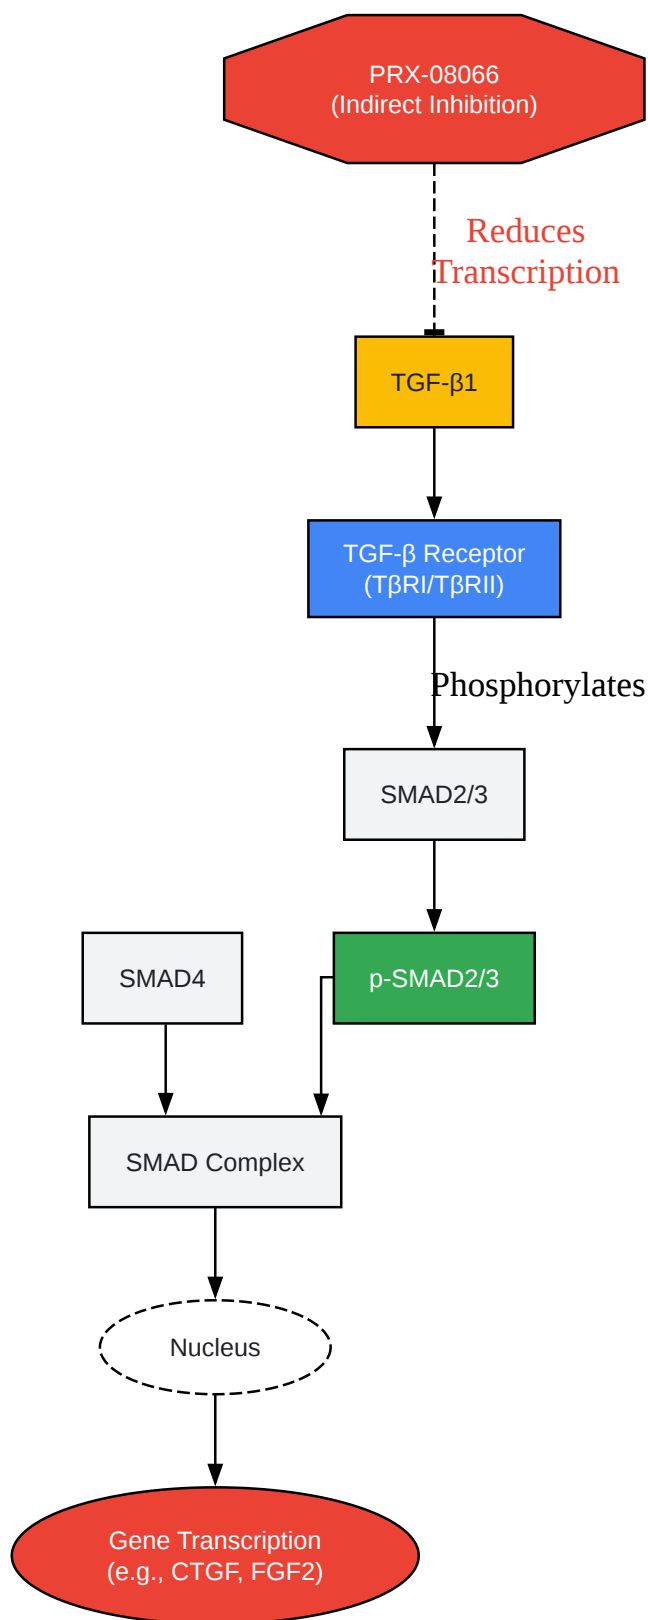 PRX-08066
(Indirect Inhibition)
Reduces
Transcription
TGF-β1
TGF-β Receptor
(TβRI/TβRII)
Phosphorylates
SMAD2/3
SMAD4
p-SMAD2/3
SMAD Complex
Nucleus
Gene Transcription
(e.g., CTGF, FGF2)